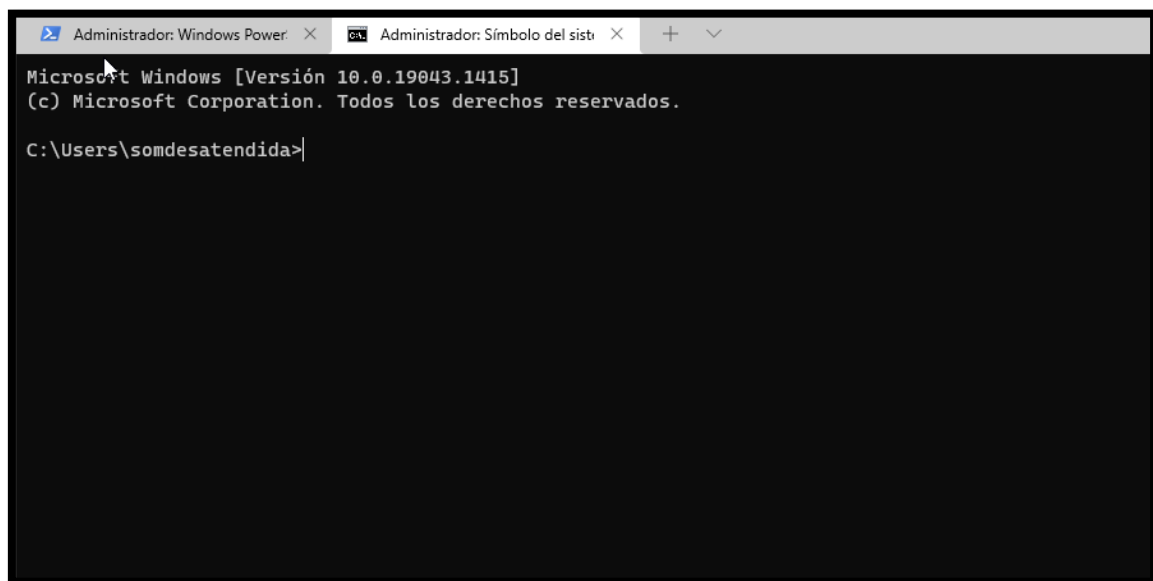 Administrador: Windows Power
Administrador: Símbolo del siste
Microsoft Windows [Versión 10.0.19043.1415]
(c) Microsoft Corporation. Todos los derechos reservados.
C:\Users\somdesatendida>